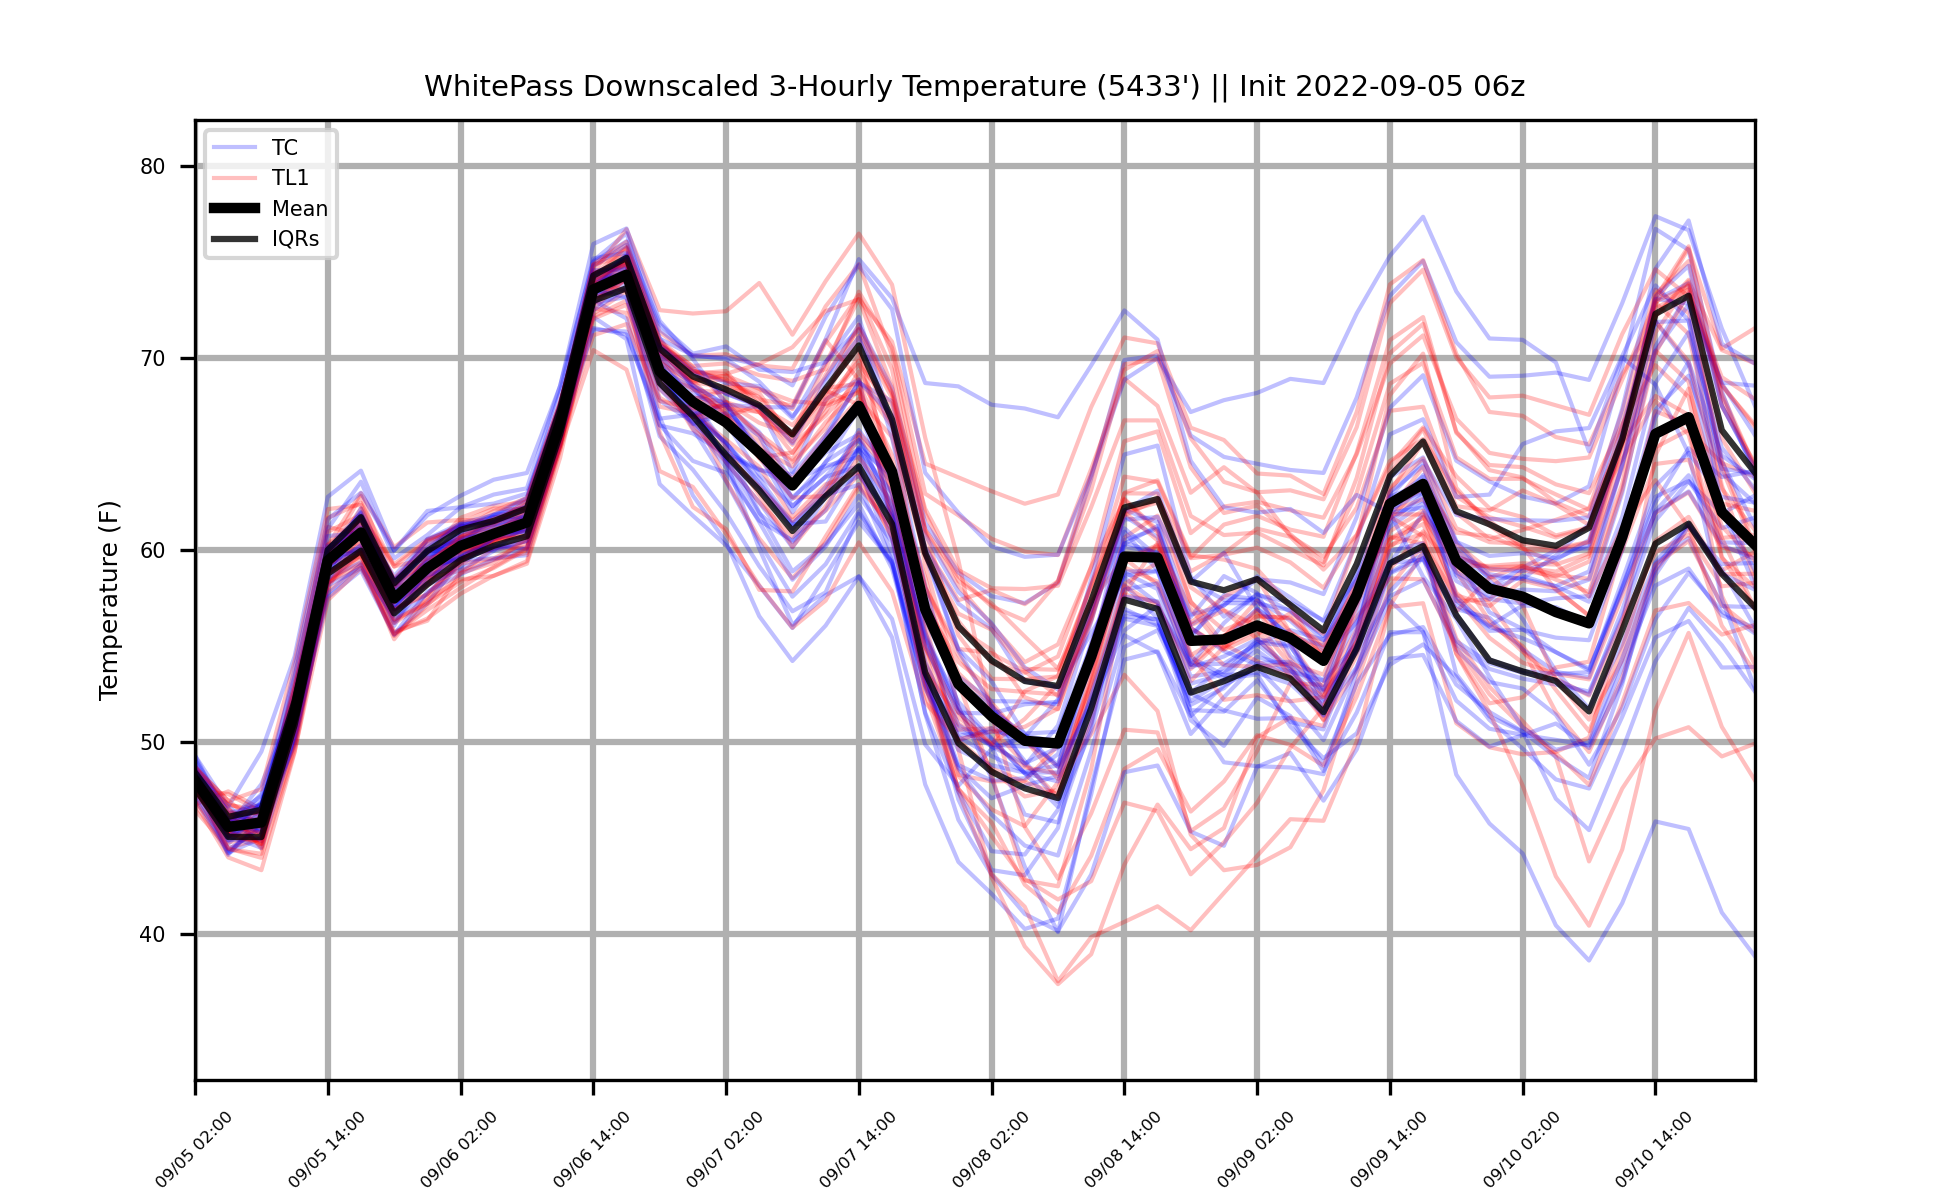 WhitePass Downscaled 3-Hourly Temperature (5433') || Init 2022-09-05 06z
TC
TL1
Mean
IQRs
Temperature (F)
80
70
60
50
40
09/05 02:00
09/05 14:00
09/06 02:00
09/06 14:00
09/07 02:00
09/07 14:00
09/08 02:00
09/08 14:00
09/09 02:00
09/09 14:00
09/10 02:00
09/10 14:00